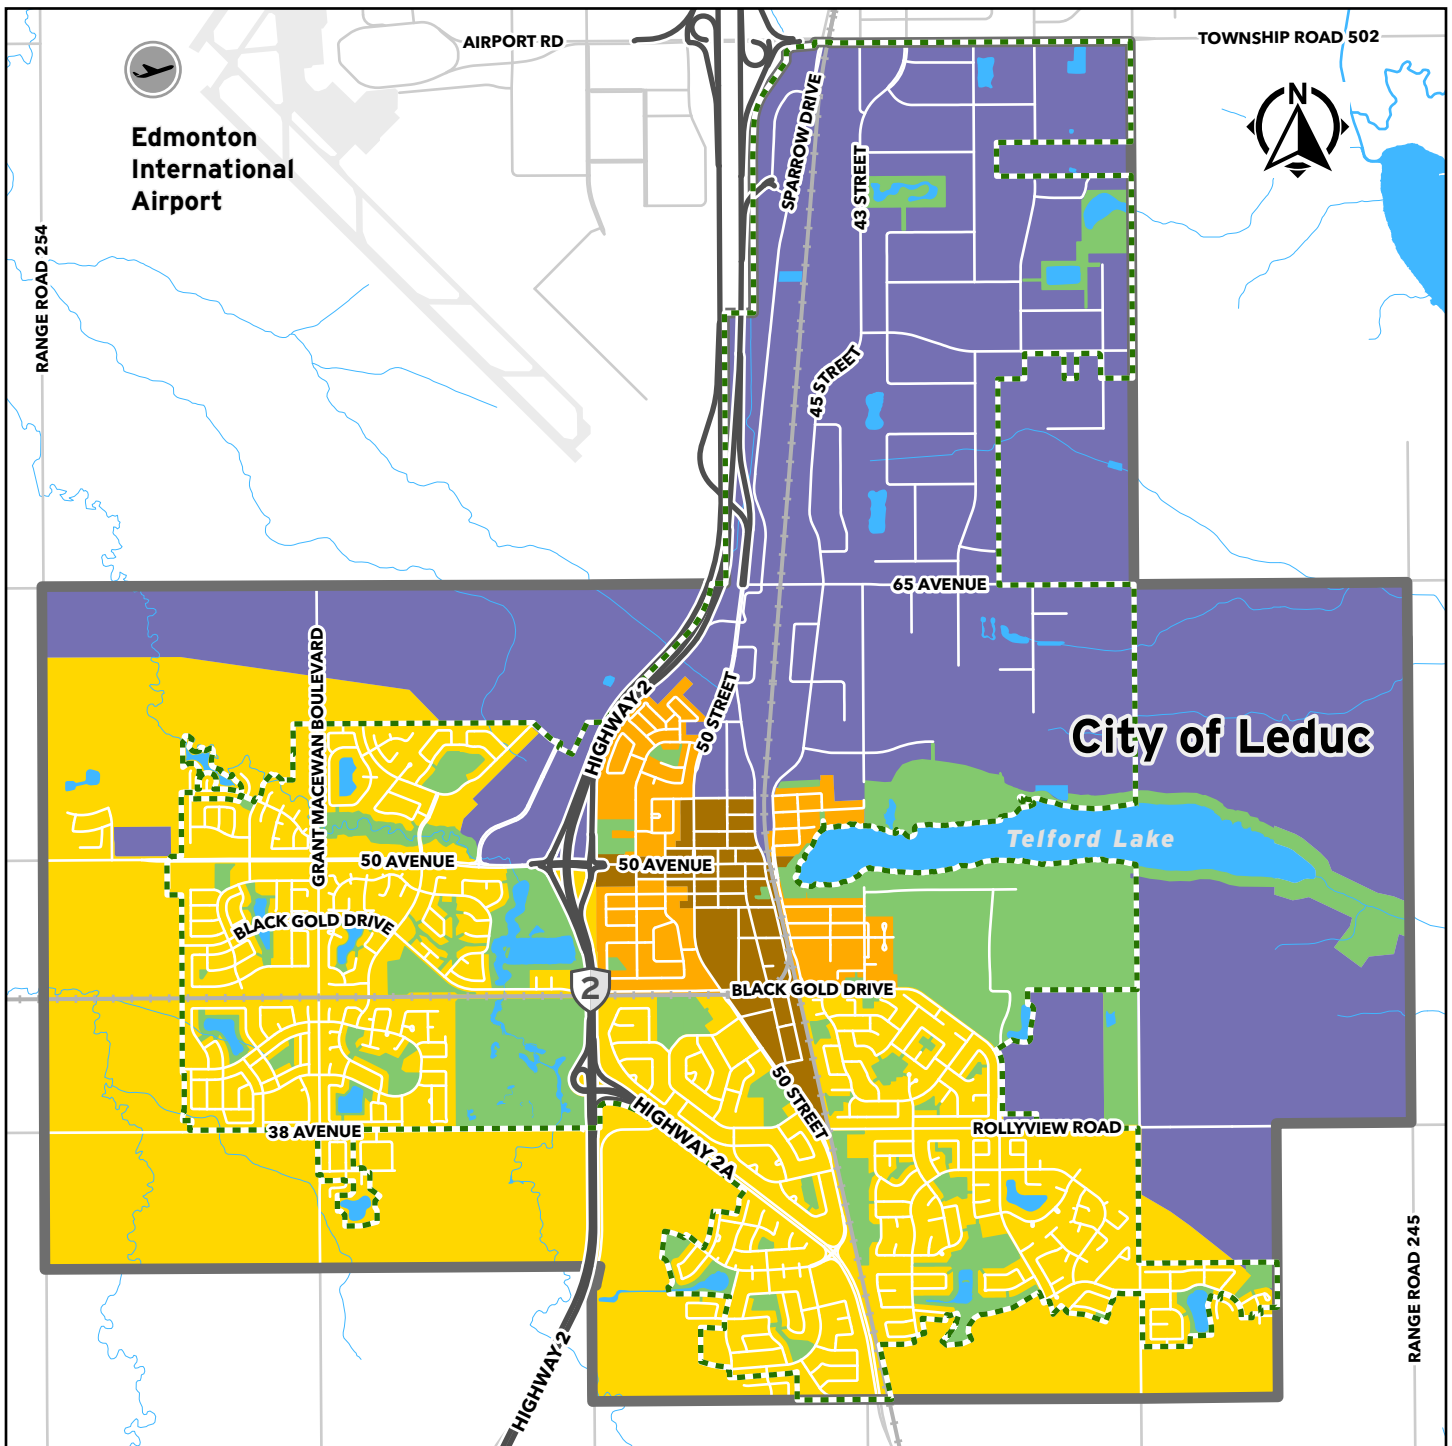 AIRPORT RD
TOWNSHIP ROAD 502
N
Edmonton
International
Airport
SPARROW DRIVE
43 STREET
RANGE ROAD 254
45 STREET
65 AVENUE
GRANT MACEWAN BOULEVARD
HIGHWAY 2
50 STREET
City of Leduc
Telford Lake
50 AVENUE
50 AVENUE
BLACK GOLD DRIVE
2
BLACK GOLD DRIVE
50 STREET
HIGHWAY 2A
38 AVENUE
ROLLYVIEW ROAD
RANGE ROAD 245
HIGHWAY 2